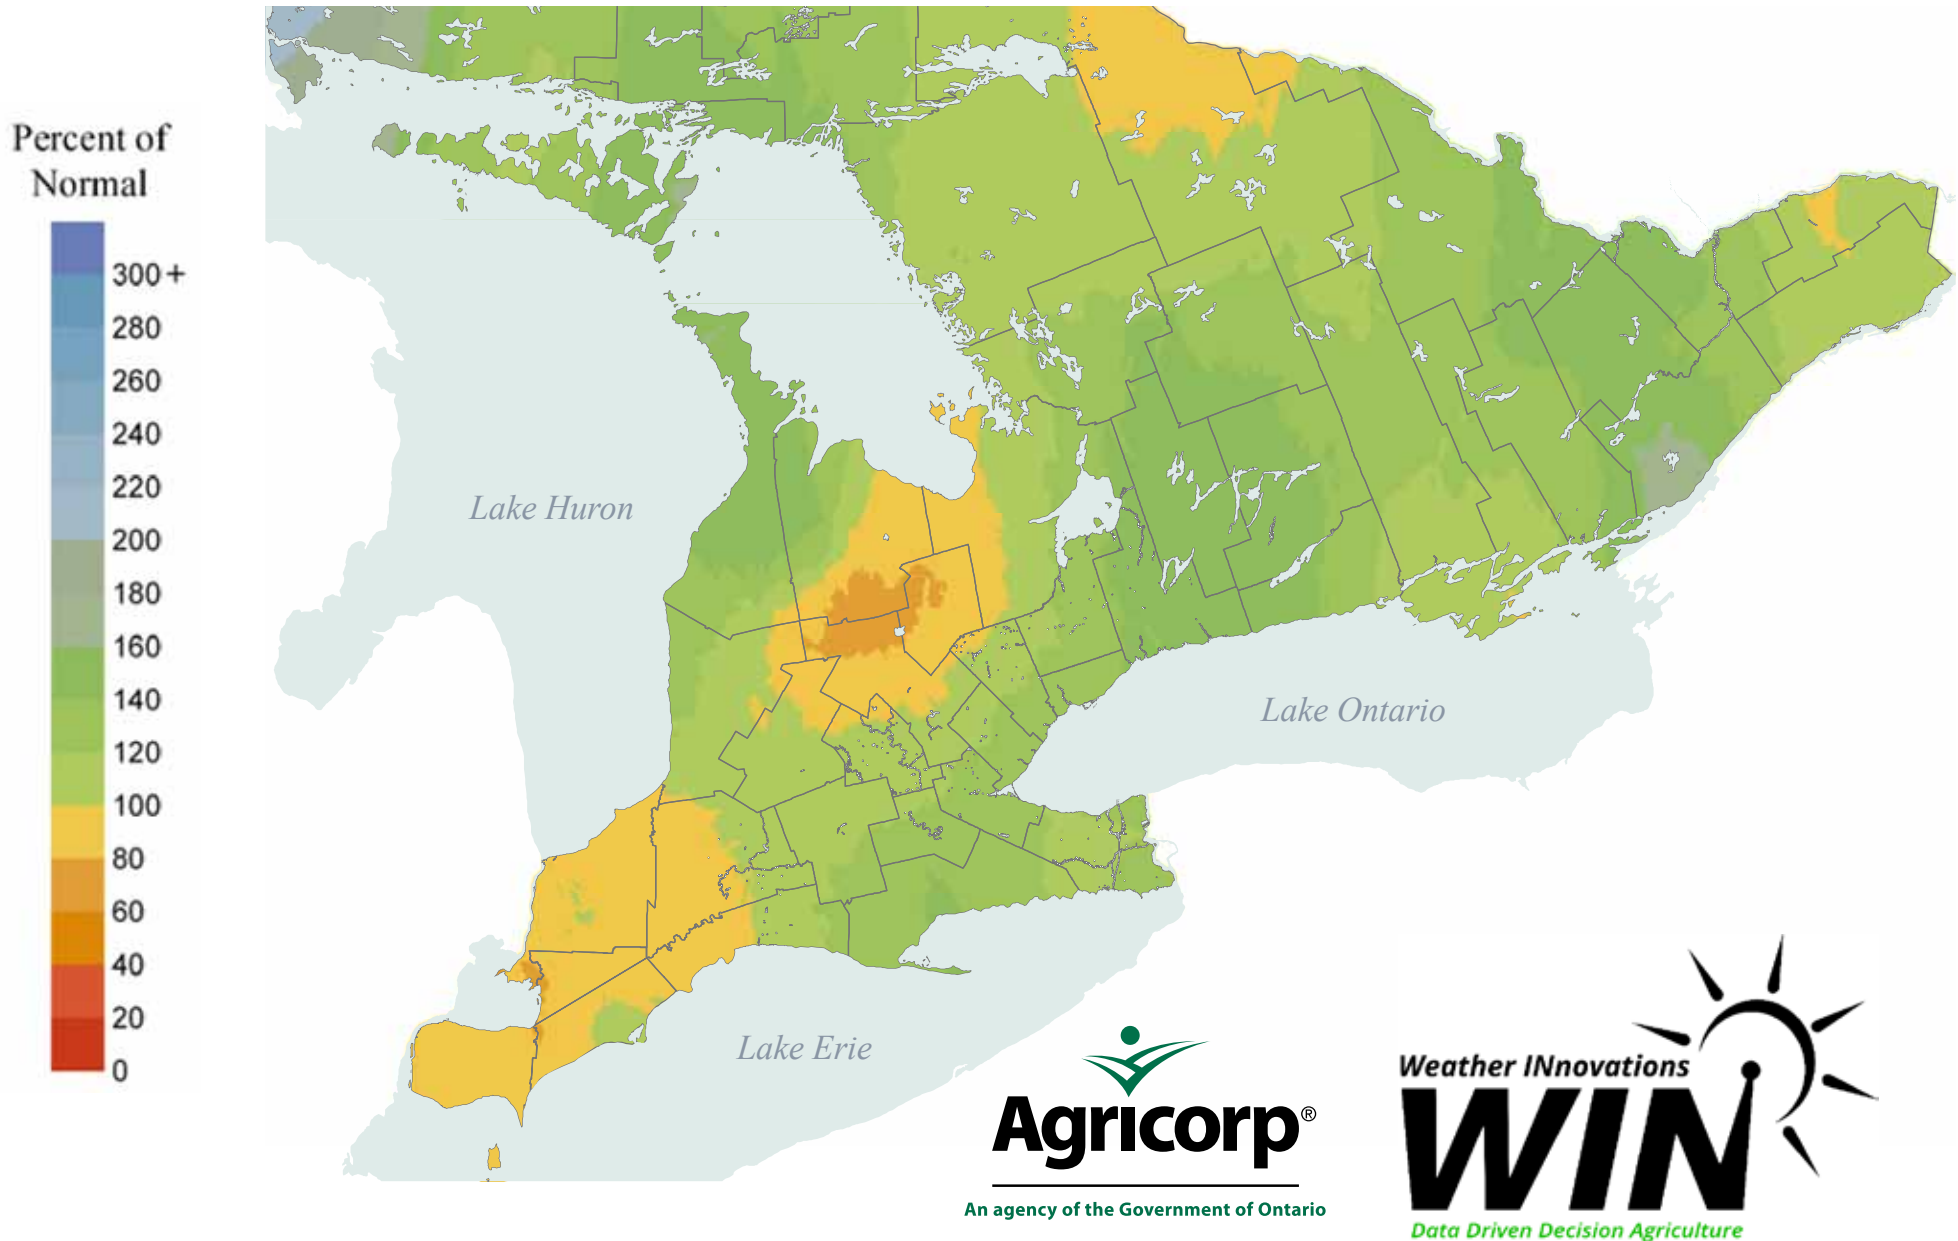 Percent of
Normal
300+
280
260
240
220
200
180
160
140
120
100
80
60
40
20
0
Lake Huron
Lake Ontario
Lake Erie
Agricorp®
An agency of the Government of Ontario
Weather INnovations
WIN
Data Driven Decision Agriculture